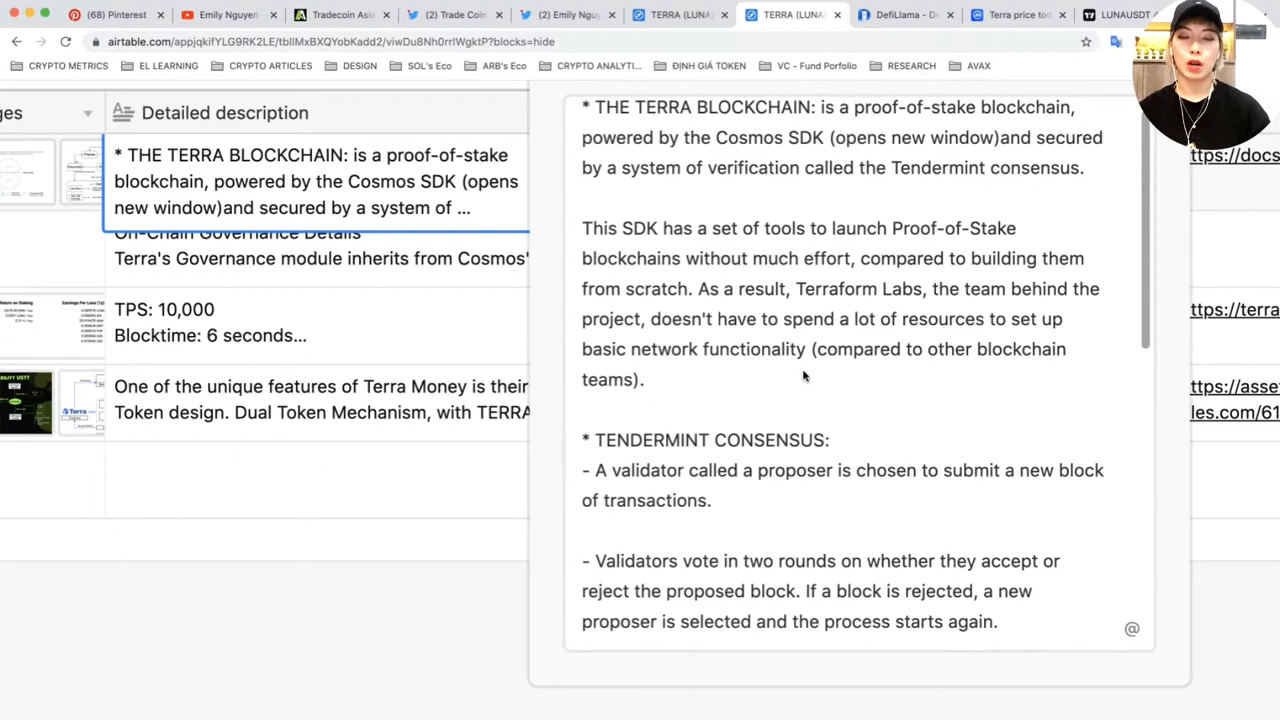 (68) Pinterest
Emily Nguyen
Tradecoin Asia
(2) Trade Coin
(2) Emily Nguy
TERRA (LUNA)
TERRA (LUNA)
DefiLlama - De
Terra price tod
LUNAUSDT
airtable.com/appjqkifYLG9RK2LE/tblIMxBXQYobKadd2/viwDu8Nh0rrlWgktP?blocks=hide
CRYPTO METRICS
EL LEARNING
CRYPTO ARTICLES
DESIGN
SOL's Eco
ARB's Eco
CRYPTO ANALYTI...
ĐỊNH GIÁ TOKEN
VC - Fund Porfolio
RESEARCH
AVAX
ges
Detailed description
* THE TERRA BLOCKCHAIN: is a proof-of-stake
blockchain, powered by the Cosmos SDK (opens
new window)and secured by a system of ...
On-Chain Governance Details
Terra's Governance module inherits from Cosmos'
TPS: 10,000
Blocktime: 6 seconds...
One of the unique features of Terra Money is their
Token design. Dual Token Mechanism, with TERRA
* THE TERRA BLOCKCHAIN: is a proof-of-stake blockchain,
powered by the Cosmos SDK (opens new window)and secured
by a system of verification called the Tendermint consensus.
This SDK has a set of tools to launch Proof-of-Stake
blockchains without much effort, compared to building them
from scratch. As a result, Terraform Labs, the team behind the
project, doesn't have to spend a lot of resources to set up
basic network functionality (compared to other blockchain
teams).
* TENDERMINT CONSENSUS:
- A validator called a proposer is chosen to submit a new block
of transactions.
- Validators vote in two rounds on whether they accept or
reject the proposed block. If a block is rejected, a new
proposer is selected and the process starts again.
@
ttps://docs
ttps://terra
ttps://asse
les.com/61